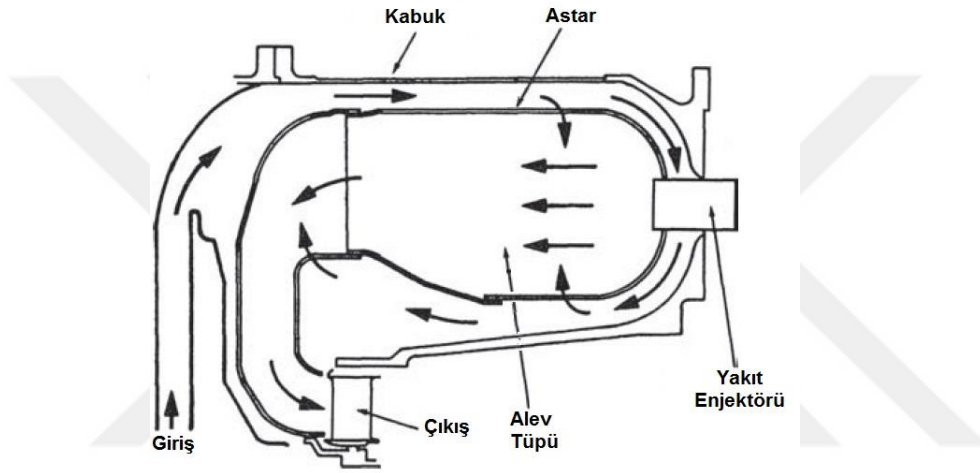 Kabuk
Astar
Yakıt
Enjektörü
Alev
Tüpü
Çıkış
Giriş